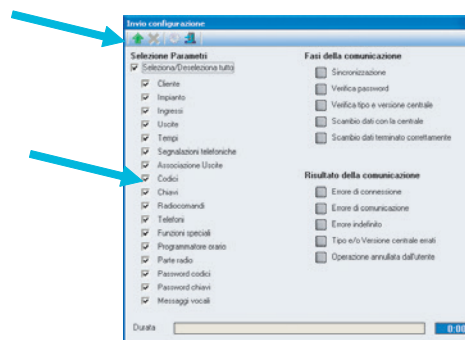 Invio configurazione
Selezione Parametri
Seleziona/Deseleziona tutto
Cliente
Impianto
Ingressi
Uscite
Tempi
Segnalazioni telefoniche
Associazione Uscite
Codici
Chiavi
Radiocomandi
Telefoni
Funzioni speciali
Programmatore orario
Parte radio
Password codici
Password chiavi
Messaggi vocali
Fasi della comunicazione
Sincronizzazione
Verifica password
Verifica tipo e versione centrale
Scambio dati con la centrale
Scambio dati terminato correttamente
Risultato della comunicazione
Errore di connessione
Errore di comunicazione
Errore indefinito
Tipo e/o Versione centrale errati
Operazione annullata dall'utente
Durata
0:00